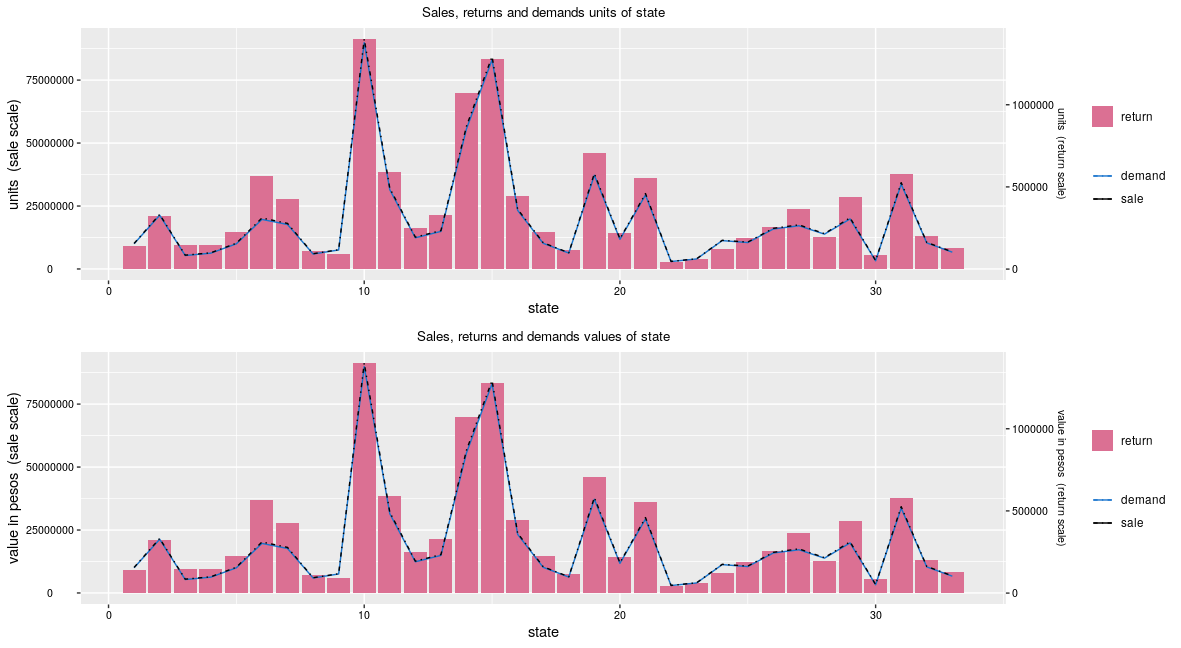 Sales, returns and demands units of state
units  (sale scale)
75000000
50000000
25000000
0
1000000
500000
0
units  (return scale)
0
10
20
30
state
return
demand
sale
Sales, returns and demands values of state
value in pesos  (sale scale)
75000000
50000000
25000000
0
1000000
500000
0
value in pesos  (return scale)
0
10
20
30
state
return
demand
sale